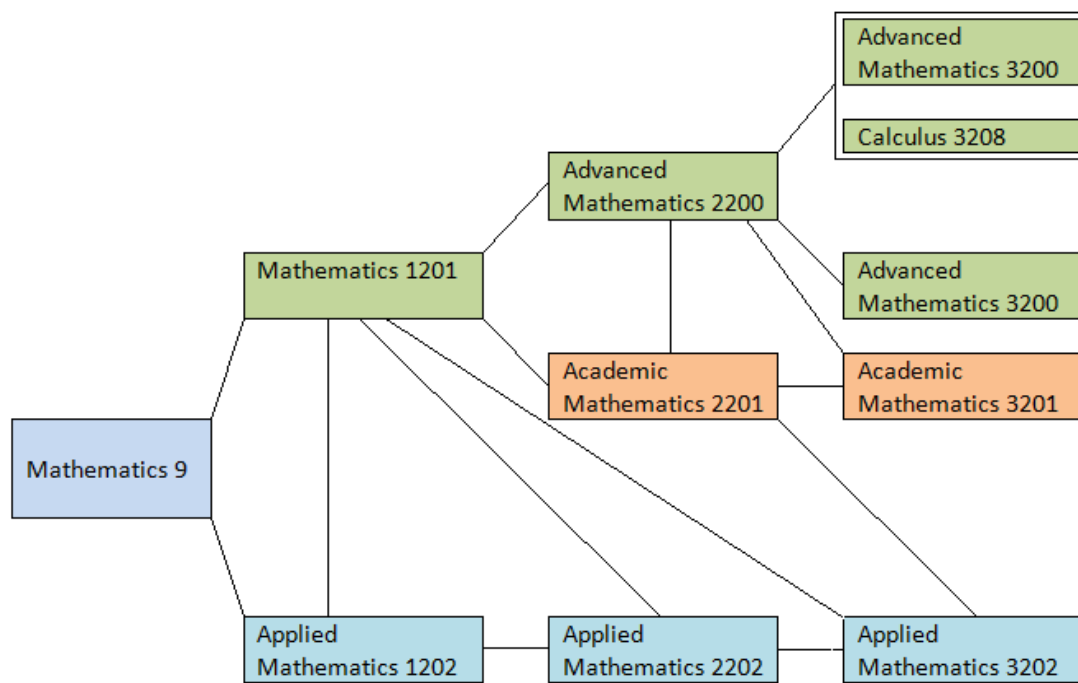 Advanced
Mathematics 3200
Calculus 3208
Advanced
Mathematics 2200
Mathematics 1201
Advanced
Mathematics 3200
Academic
Mathematics 2201
Academic
Mathematics 3201
Mathematics 9
Applied
Mathematics 1202
Applied
Mathematics 2202
Applied
Mathematics 3202